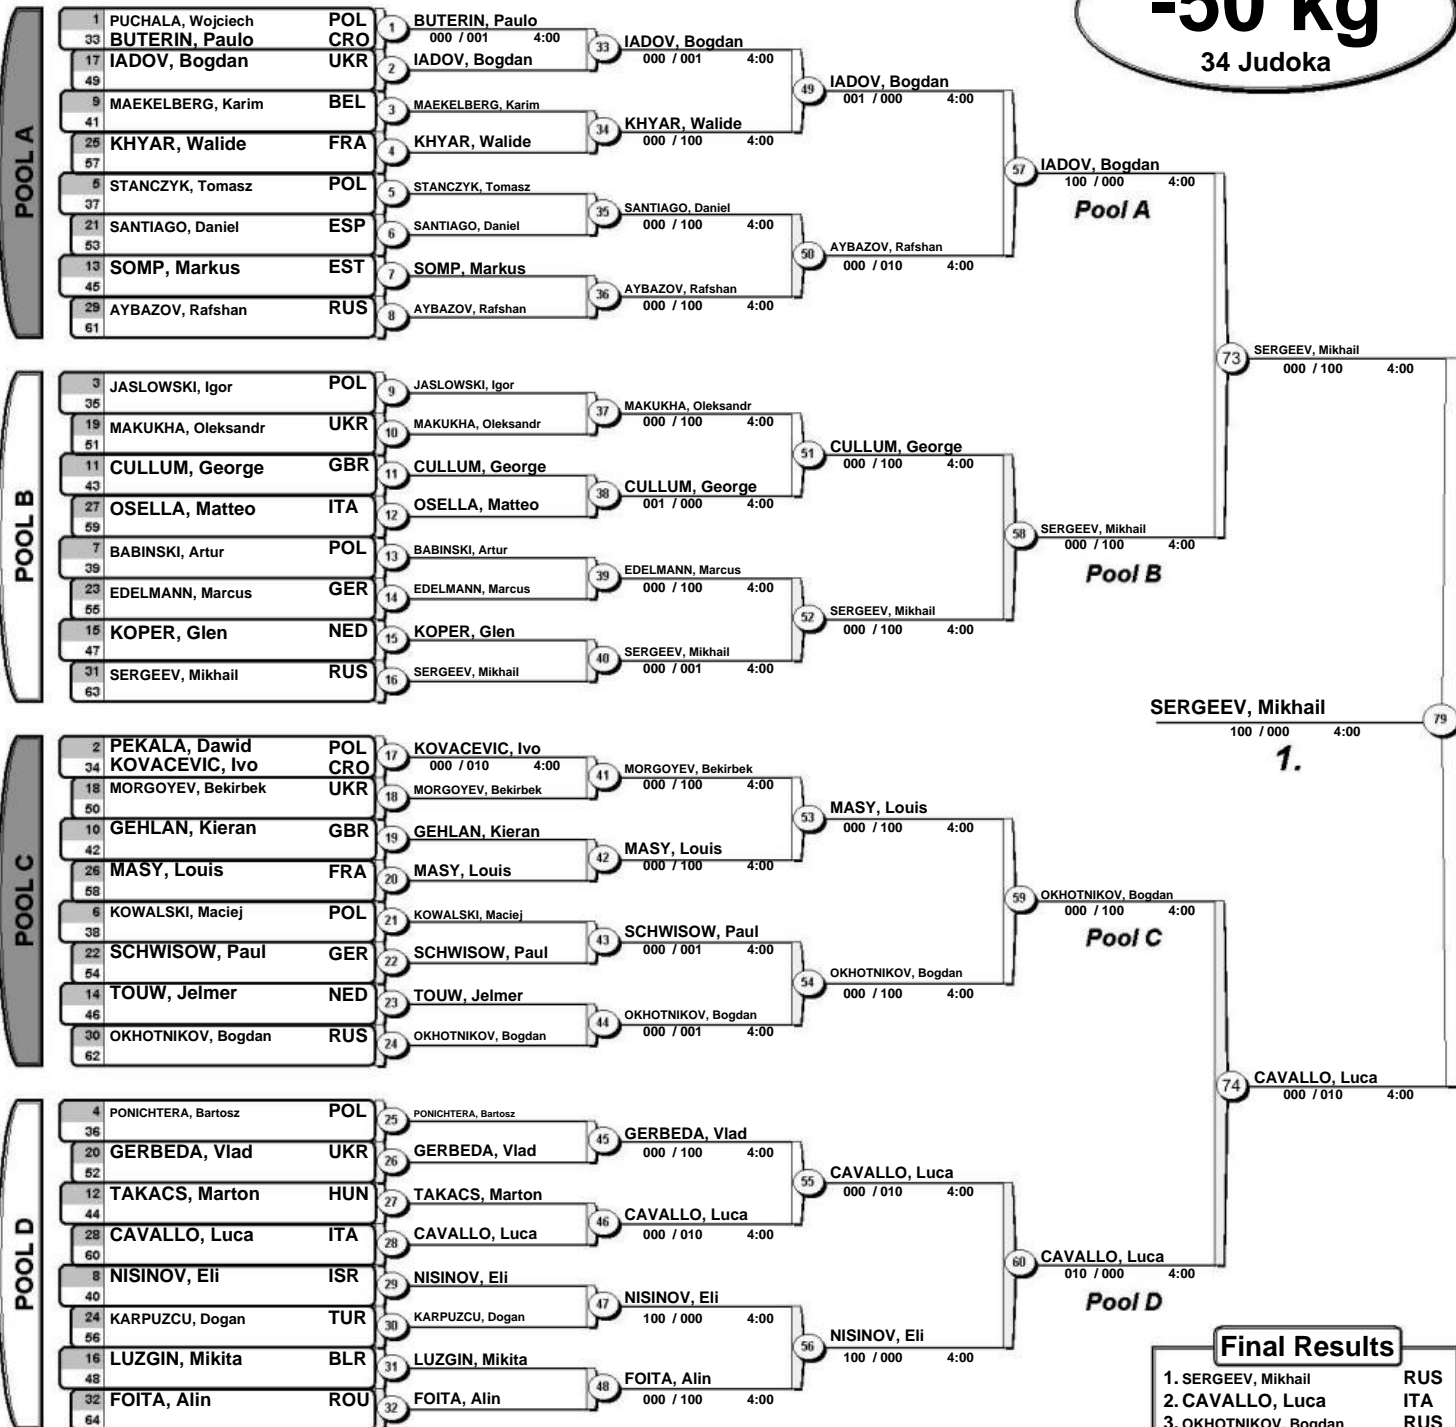 -50 kg
34 Judoka
POOL A
1 PUCHALA, Wojciech POL
33 BUTERIN, Paulo CRO
17 IADOV, Bogdan UKR
49
9 MAEKELBERG, Karim BEL
41
25 KHYAR, Walide FRA
57
5 STANCZYK, Tomasz POL
37
21 SANTIAGO, Daniel ESP
53
13 SOMP, Markus EST
45
29 AYBAZOV, Rafshan RUS
61
1 BUTERIN, Paulo
000 / 001 4:00
2 IADOV, Bogdan
3 MAEKELBERG, Karim
4 KHYAR, Walide
5 STANCZYK, Tomasz
6 SANTIAGO, Daniel
7 SOMP, Markus
8 AYBAZOV, Rafshan
33 IADOV, Bogdan
000 / 001 4:00
34 KHYAR, Walide
000 / 100 4:00
35 SANTIAGO, Daniel
000 / 100 4:00
36 AYBAZOV, Rafshan
000 / 100 4:00
49 IADOV, Bogdan
001 / 000 4:00
50 AYBAZOV, Rafshan
000 / 010 4:00
57 IADOV, Bogdan
100 / 000 4:00
Pool A
POOL B
3 JASLOWSKI, Igor POL
35
19 MAKUKHA, Oleksandr UKR
51
11 CULLUM, George GBR
43
27 OSELLA, Matteo ITA
59
7 BABINSKI, Artur POL
39
23 EDELMANN, Marcus GER
55
15 KOPER, Glen NED
47
31 SERGEEV, Mikhail RUS
63
9 JASLOWSKI, Igor
10 MAKUKHA, Oleksandr
11 CULLUM, George
12 OSELLA, Matteo
13 BABINSKI, Artur
14 EDELMANN, Marcus
15 KOPER, Glen
16 SERGEEV, Mikhail
37 MAKUKHA, Oleksandr
000 / 100 4:00
38 CULLUM, George
001 / 000 4:00
39 EDELMANN, Marcus
000 / 100 4:00
40 SERGEEV, Mikhail
000 / 001 4:00
51 CULLUM, George
000 / 100 4:00
52 SERGEEV, Mikhail
000 / 100 4:00
58 SERGEEV, Mikhail
000 / 100 4:00
Pool B
73 SERGEEV, Mikhail
000 / 100 4:00
SERGEEV, Mikhail 79
100 / 000 4:00
1.
POOL C
2 PEKALA, Dawid POL
34 KOVACEVIC, Ivo CRO
18 MORGOYEV, Bekirbek UKR
50
10 GEHLAN, Kieran GBR
42
26 MASY, Louis FRA
58
6 KOWALSKI, Maciej POL
38
22 SCHWISOW, Paul GER
54
14 TOUW, Jelmer NED
46
30 OKHOTNIKOV, Bogdan RUS
62
17 KOVACEVIC, Ivo
000 / 010 4:00
18 MORGOYEV, Bekirbek
19 GEHLAN, Kieran
20 MASY, Louis
21 KOWALSKI, Maciej
22 SCHWISOW, Paul
23 TOUW, Jelmer
24 OKHOTNIKOV, Bogdan
41 MORGOYEV, Bekirbek
000 / 100 4:00
42 MASY, Louis
000 / 100 4:00
43 SCHWISOW, Paul
000 / 001 4:00
44 OKHOTNIKOV, Bogdan
000 / 001 4:00
53 MASY, Louis
000 / 100 4:00
54 OKHOTNIKOV, Bogdan
000 / 100 4:00
59 OKHOTNIKOV, Bogdan
000 / 100 4:00
Pool C
POOL D
4 PONICHTERA, Bartosz POL
36
20 GERBEDA, Vlad UKR
52
12 TAKACS, Marton HUN
44
28 CAVALLO, Luca ITA
60
8 NISINOV, Eli ISR
40
24 KARPUZCU, Dogan TUR
56
16 LUZGIN, Mikita BLR
48
32 FOITA, Alin ROU
64
25 PONICHTERA, Bartosz
26 GERBEDA, Vlad
27 TAKACS, Marton
28 CAVALLO, Luca
29 NISINOV, Eli
30 KARPUZCU, Dogan
31 LUZGIN, Mikita
32 FOITA, Alin
45 GERBEDA, Vlad
000 / 100 4:00
46 CAVALLO, Luca
000 / 010 4:00
47 NISINOV, Eli
100 / 000 4:00
48 FOITA, Alin
000 / 100 4:00
55 CAVALLO, Luca
000 / 010 4:00
56 NISINOV, Eli
100 / 000 4:00
60 CAVALLO, Luca
010 / 000 4:00
Pool D
74 CAVALLO, Luca
000 / 010 4:00
Final Results
1. SERGEEV, Mikhail RUS
2. CAVALLO, Luca ITA
3. OKHOTNIKOV, Bogdan RUS